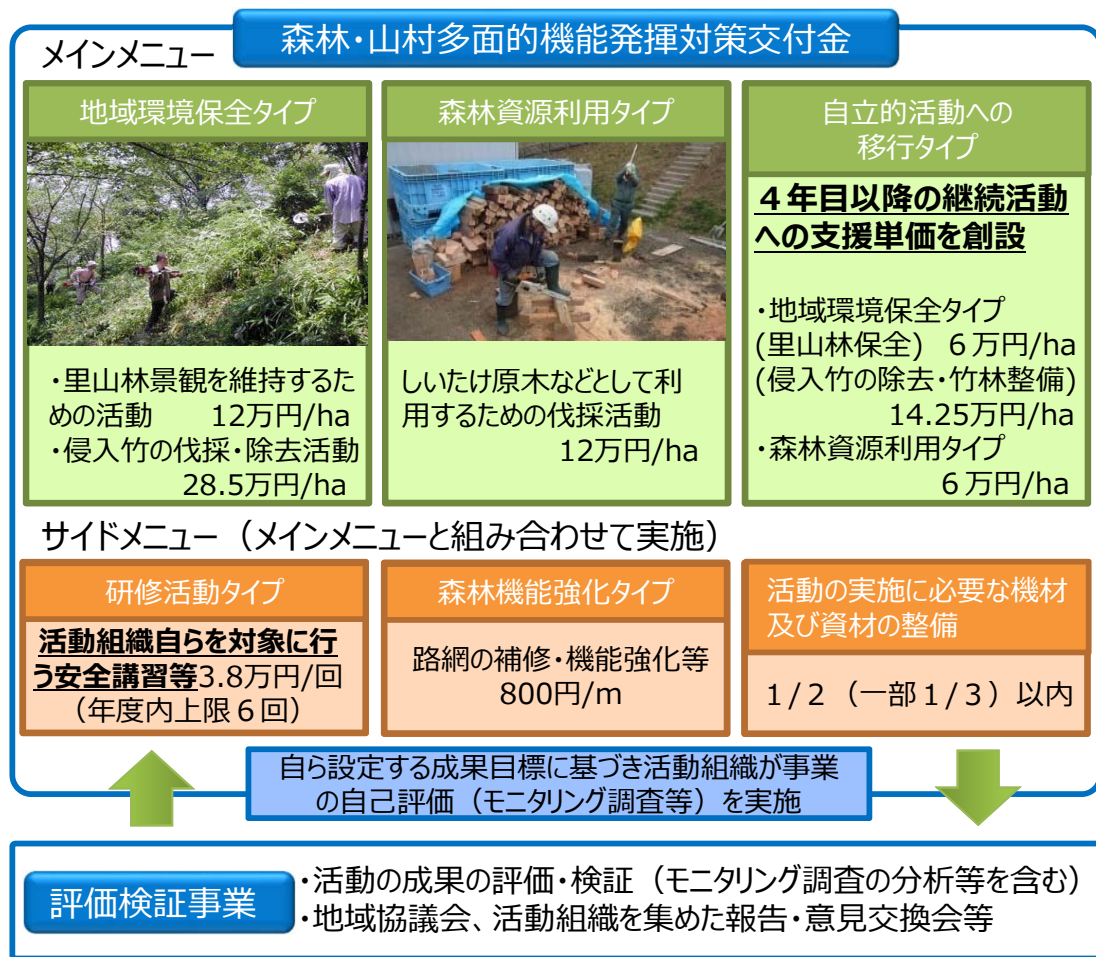 森林・山村多面的機能発揮対策交付金
メインメニュー
地域環境保全タイプ
・里山林景観を維持するた
めの活動 12万円/ha
・侵入竹の伐採・除去活動
28.5万円/ha
森林資源利用タイプ
しいたけ原木などとして利
用するための伐採活動
12万円/ha
自立的活動への
移行タイプ
４年目以降の継続活動
への支援単価を創設
・地域環境保全タイプ
(里山林保全) ６万円/ha
(侵入竹の除去・竹林整備)
14.25万円/ha
・森林資源利用タイプ
６万円/ha
サイドメニュー（メインメニューと組み合わせて実施）
研修活動タイプ
活動組織自らを対象に行
う安全講習等3.8万円/回
（年度内上限６回）
森林機能強化タイプ
路網の補修・機能強化等
800円/m
活動の実施に必要な機材
及び資材の整備
１/２（一部１/３）以内
自ら設定する成果目標に基づき活動組織が事業
の自己評価（モニタリング調査等）を実施
評価検証事業
・活動の成果の評価・検証（モニタリング調査の分析等を含む）
・地域協議会、活動組織を集めた報告・意見交換会等